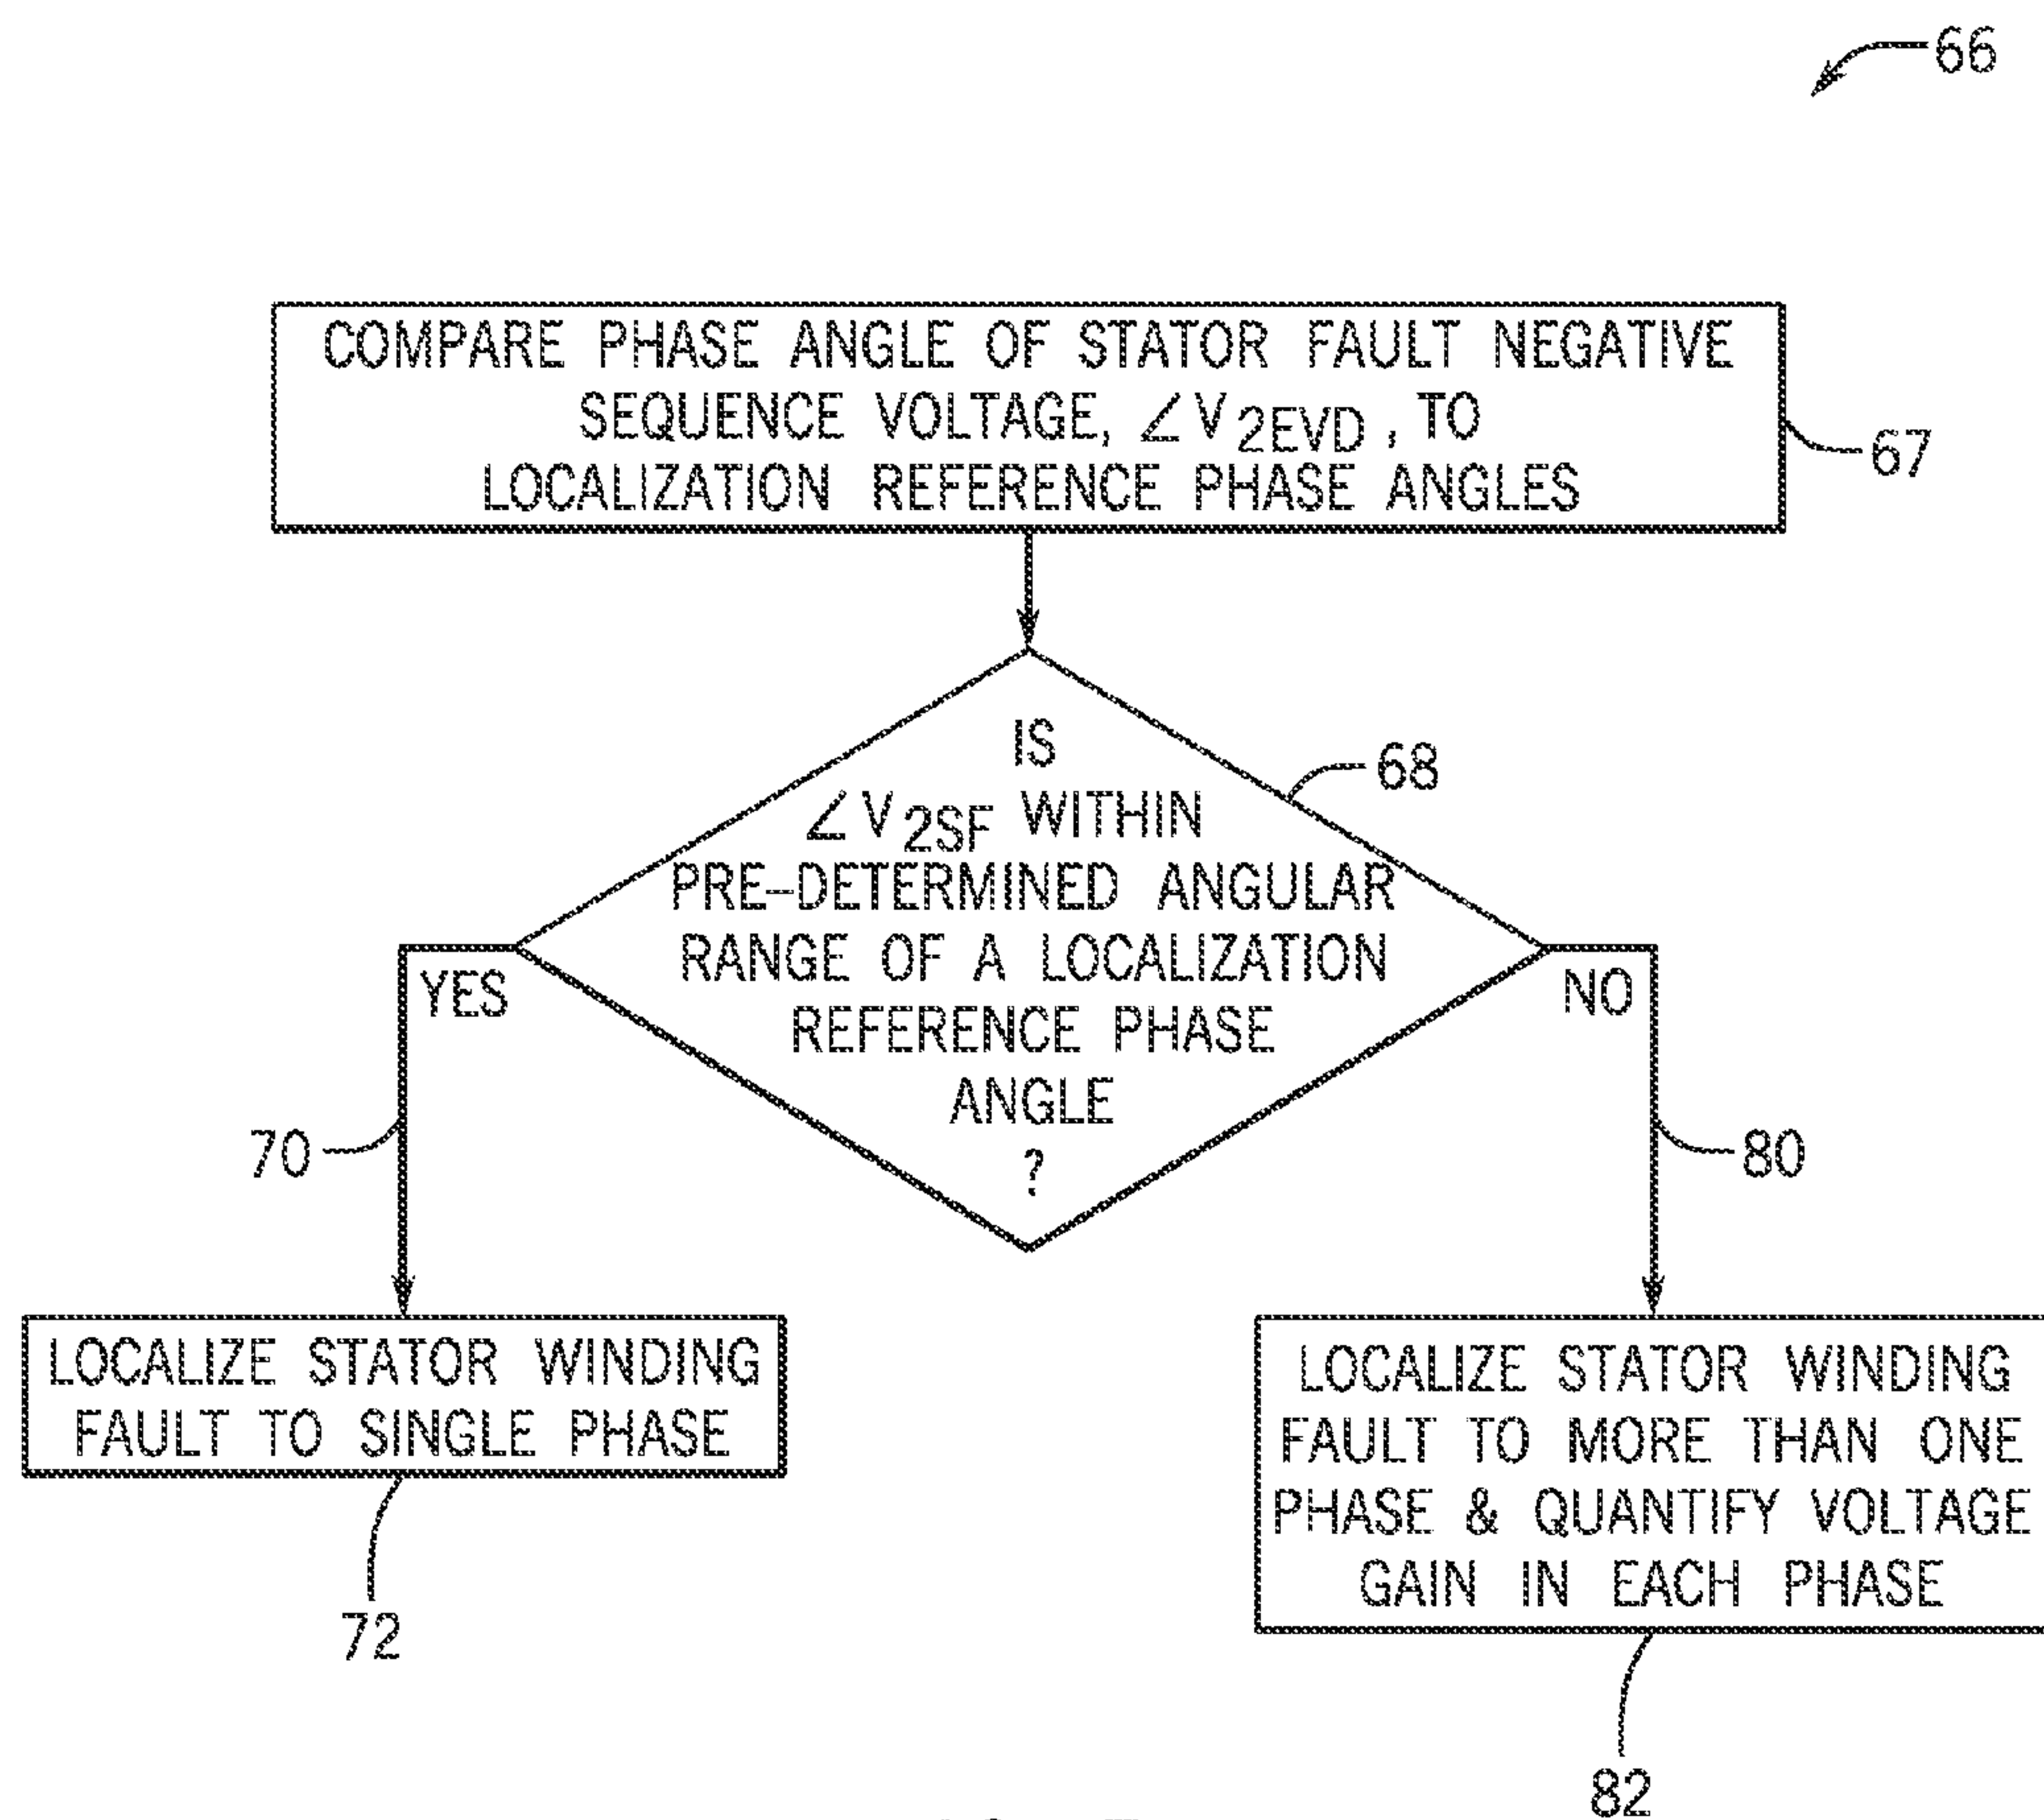 66
COMPARE PHASE ANGLE OF STATOR FAULT NEGATIVE
SEQUENCE VOLTAGE, ∠V2EVD, TO
LOCALIZATION REFERENCE PHASE ANGLES
67
IS
∠V2SF WITHIN
PRE-DETERMINED ANGULAR
RANGE OF A LOCALIZATION
REFERENCE PHASE
ANGLE
?
68
YES
NO
70
80
LOCALIZE STATOR WINDING
FAULT TO SINGLE PHASE
72
LOCALIZE STATOR WINDING
FAULT TO MORE THAN ONE
PHASE & QUANTIFY VOLTAGE
GAIN IN EACH PHASE
82